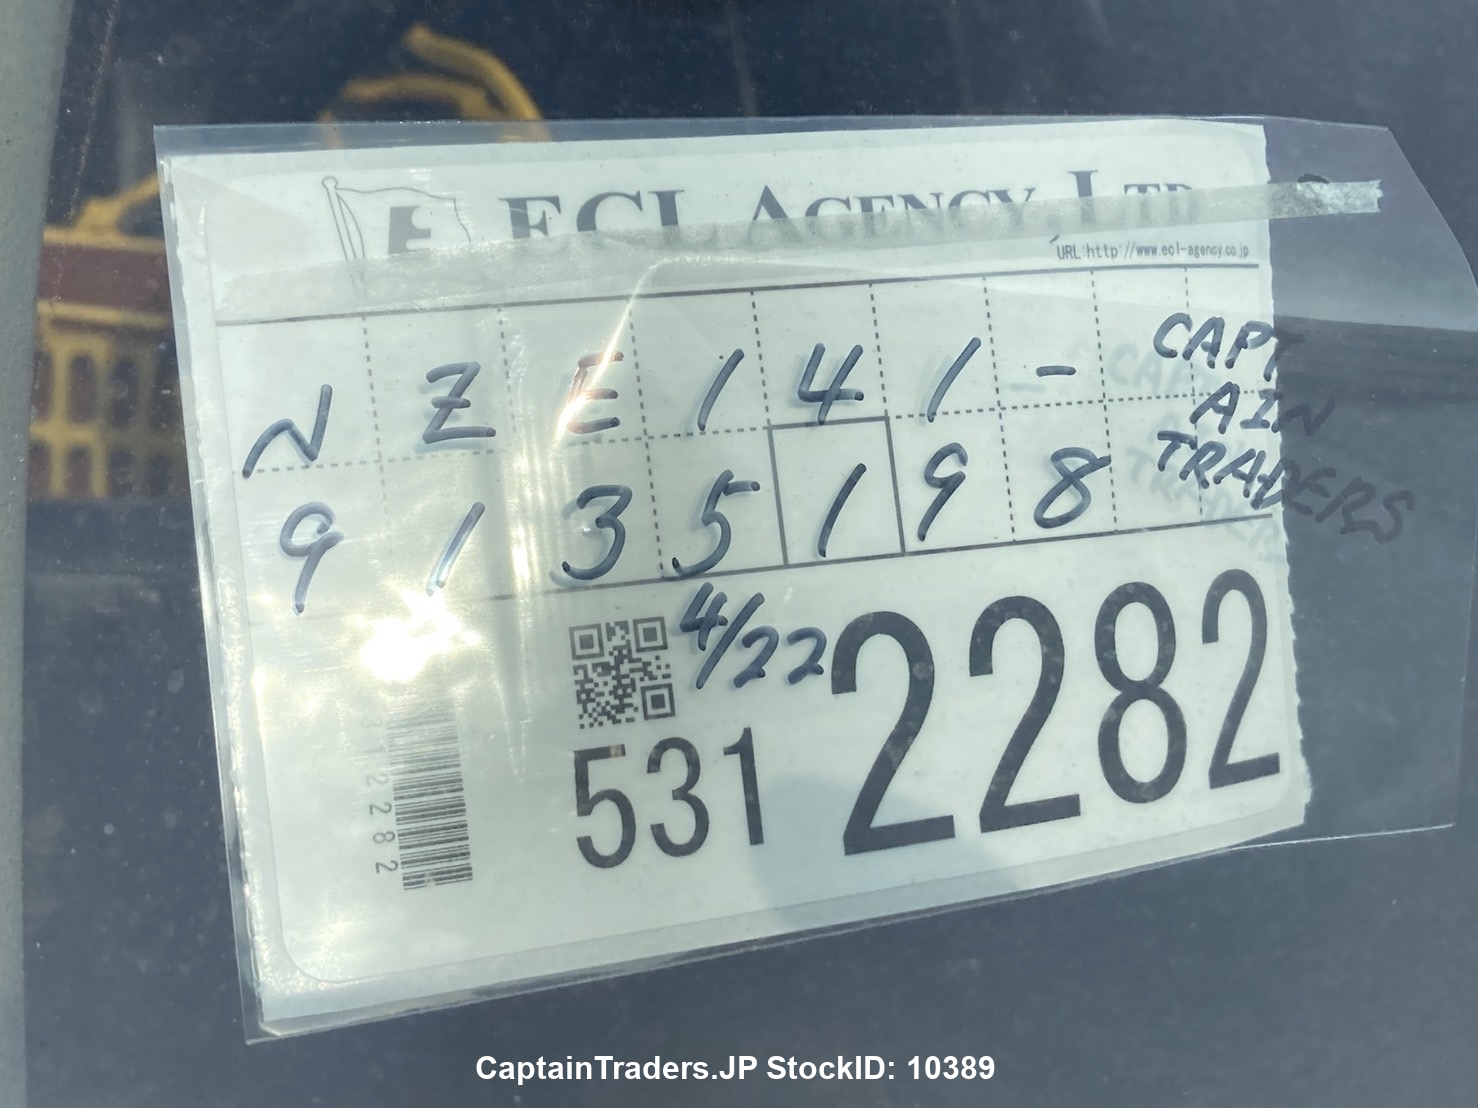 ECL AGENCY, LTD.
URL:http://www.ecl-agency.co.jp
NZE141-
9135198
CAPT
AIN
TRADERS
4/22
5312282
312282
CaptainTraders.JP StockID: 10389